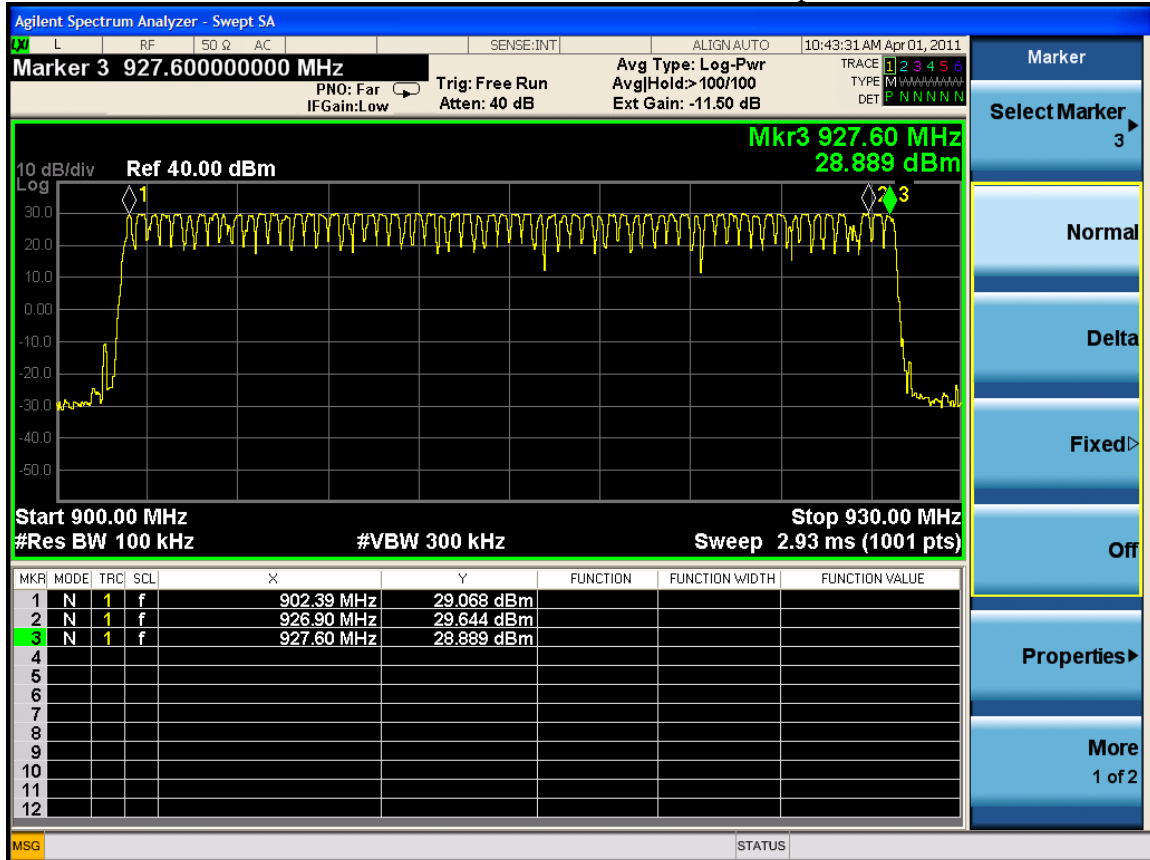 Agilent Spectrum Analyzer - Swept SA
LXI L RF 50 Ω AC SENSE:INT ALIGN AUTO 10:43:31 AM Apr 01, 2011
Marker 3 927.600000000 MHz
PNO: Far
IFGain:Low
Trig: Free Run
Atten: 40 dB
Avg Type: Log-Pwr
Avg|Hold:>100/100
Ext Gain: -11.50 dB
TRACE 1 2 3 4 5 6
TYPE M WWWWW
DET P N N N N N
Mkr3 927.60 MHz
28.889 dBm
10 dB/div Ref 40.00 dBm
Log
1
2
3
30.0
20.0
10.0
0.00
-10.0
-20.0
-30.0
-40.0
-50.0
Start 900.00 MHz Stop 930.00 MHz
#Res BW 100 kHz #VBW 300 kHz Sweep 2.93 ms (1001 pts)
MKR MODE TRC SCL X Y FUNCTION FUNCTION WIDTH FUNCTION VALUE
1 N 1 f 902.39 MHz 29.068 dBm
2 N 1 f 926.90 MHz 29.644 dBm
3 N 1 f 927.60 MHz 28.889 dBm
4
5
6
7
8
9
10
11
12
MSG STATUS
Marker
Select Marker
3
Normal
Delta
Fixed
Off
Properties
More
1 of 2